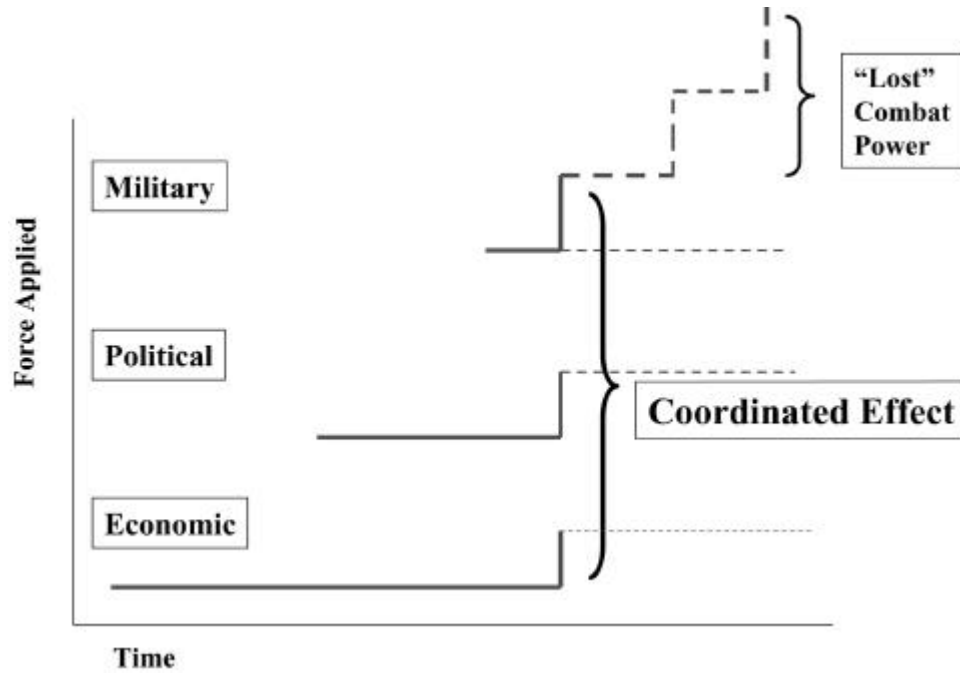 “Lost”
Combat
Power
Military
Force Applied
Political
Coordinated Effect
Economic
Time